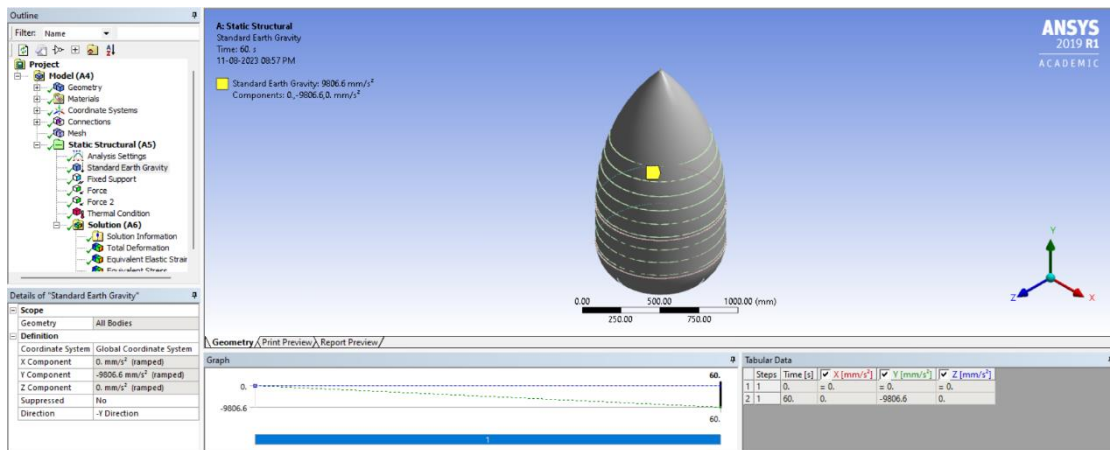 Outline
Filter: Name
Project
Model (A4)
Geometry
Materials
Coordinate Systems
Connections
Mesh
Static Structural (A5)
Analysis Settings
Standard Earth Gravity
Fixed Support
Force
Force 2
Thermal Condition
Solution (A6)
Solution Information
Total Deformation
Equivalent Elastic Strain
Equivalent Stress
Details of "Standard Earth Gravity"
Scope
Geometry All Bodies
Definition
Coordinate System Global Coordinate System
X Component 0. mm/s² (ramped)
Y Component -9806.6 mm/s² (ramped)
Z Component 0. mm/s² (ramped)
Suppressed No
Direction -Y Direction
A: Static Structural
Standard Earth Gravity
Time: 60. s
11-08-2023 08:57 PM
Standard Earth Gravity: 9806.6 mm/s²
Components: 0.,-9806.6,0. mm/s²
ANSYS
2019 R1
ACADEMIC
Y
Z X
0.00 500.00 1000.00 (mm)
250.00 750.00
Geometry Print Preview Report Preview
Graph
60.
0.
-9806.6
60.
1
Tabular Data
Steps Time [s] X [mm/s²] Y [mm/s²] Z [mm/s²]
1 1 0. = 0. = 0. = 0.
2 1 60. 0. -9806.6 0.